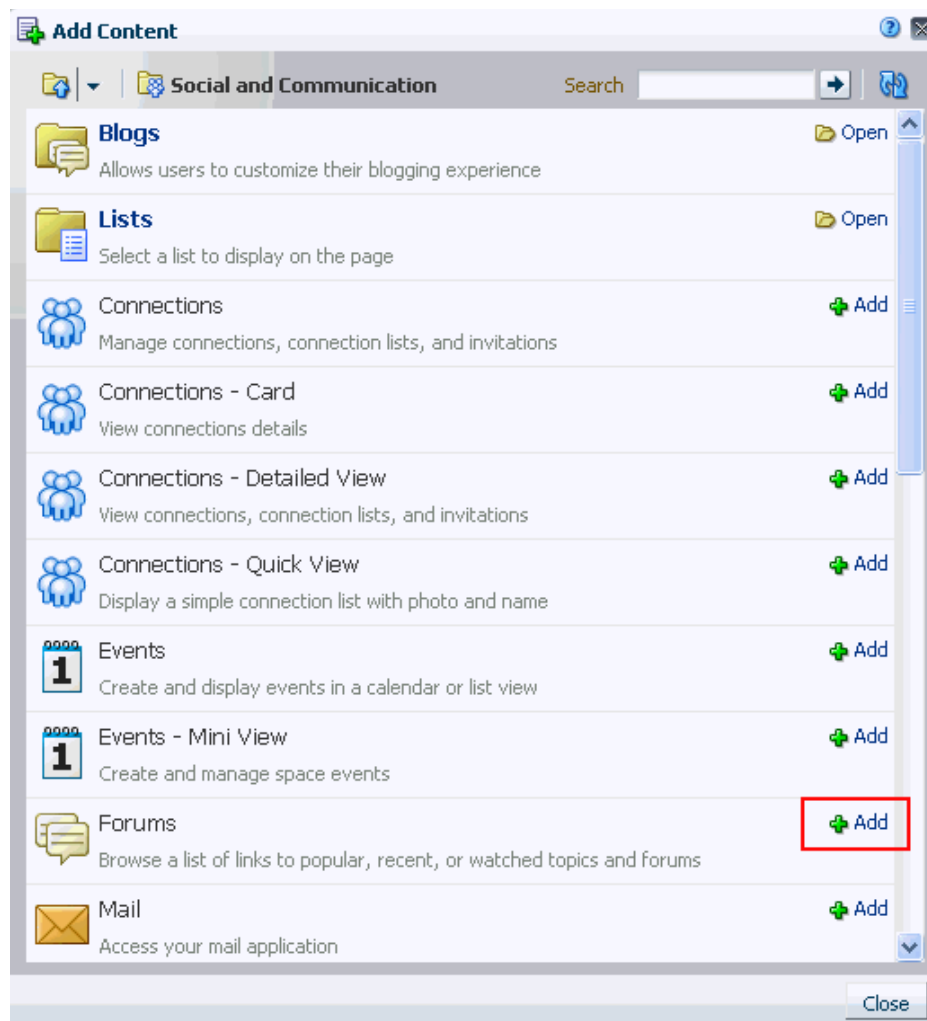 Add Content
Social and Communication Search
Blogs Open
Allows users to customize their blogging experience
Lists Open
Select a list to display on the page
Connections Add
Manage connections, connection lists, and invitations
Connections - Card Add
View connections details
Connections - Detailed View Add
View connections, connection lists, and invitations
Connections - Quick View Add
Display a simple connection list with photo and name
Events Add
1
Create and display events in a calendar or list view
Events - Mini View Add
1
Create and manage space events
Forums Add
Browse a list of links to popular, recent, or watched topics and forums
Mail Add
Access your mail application
Close